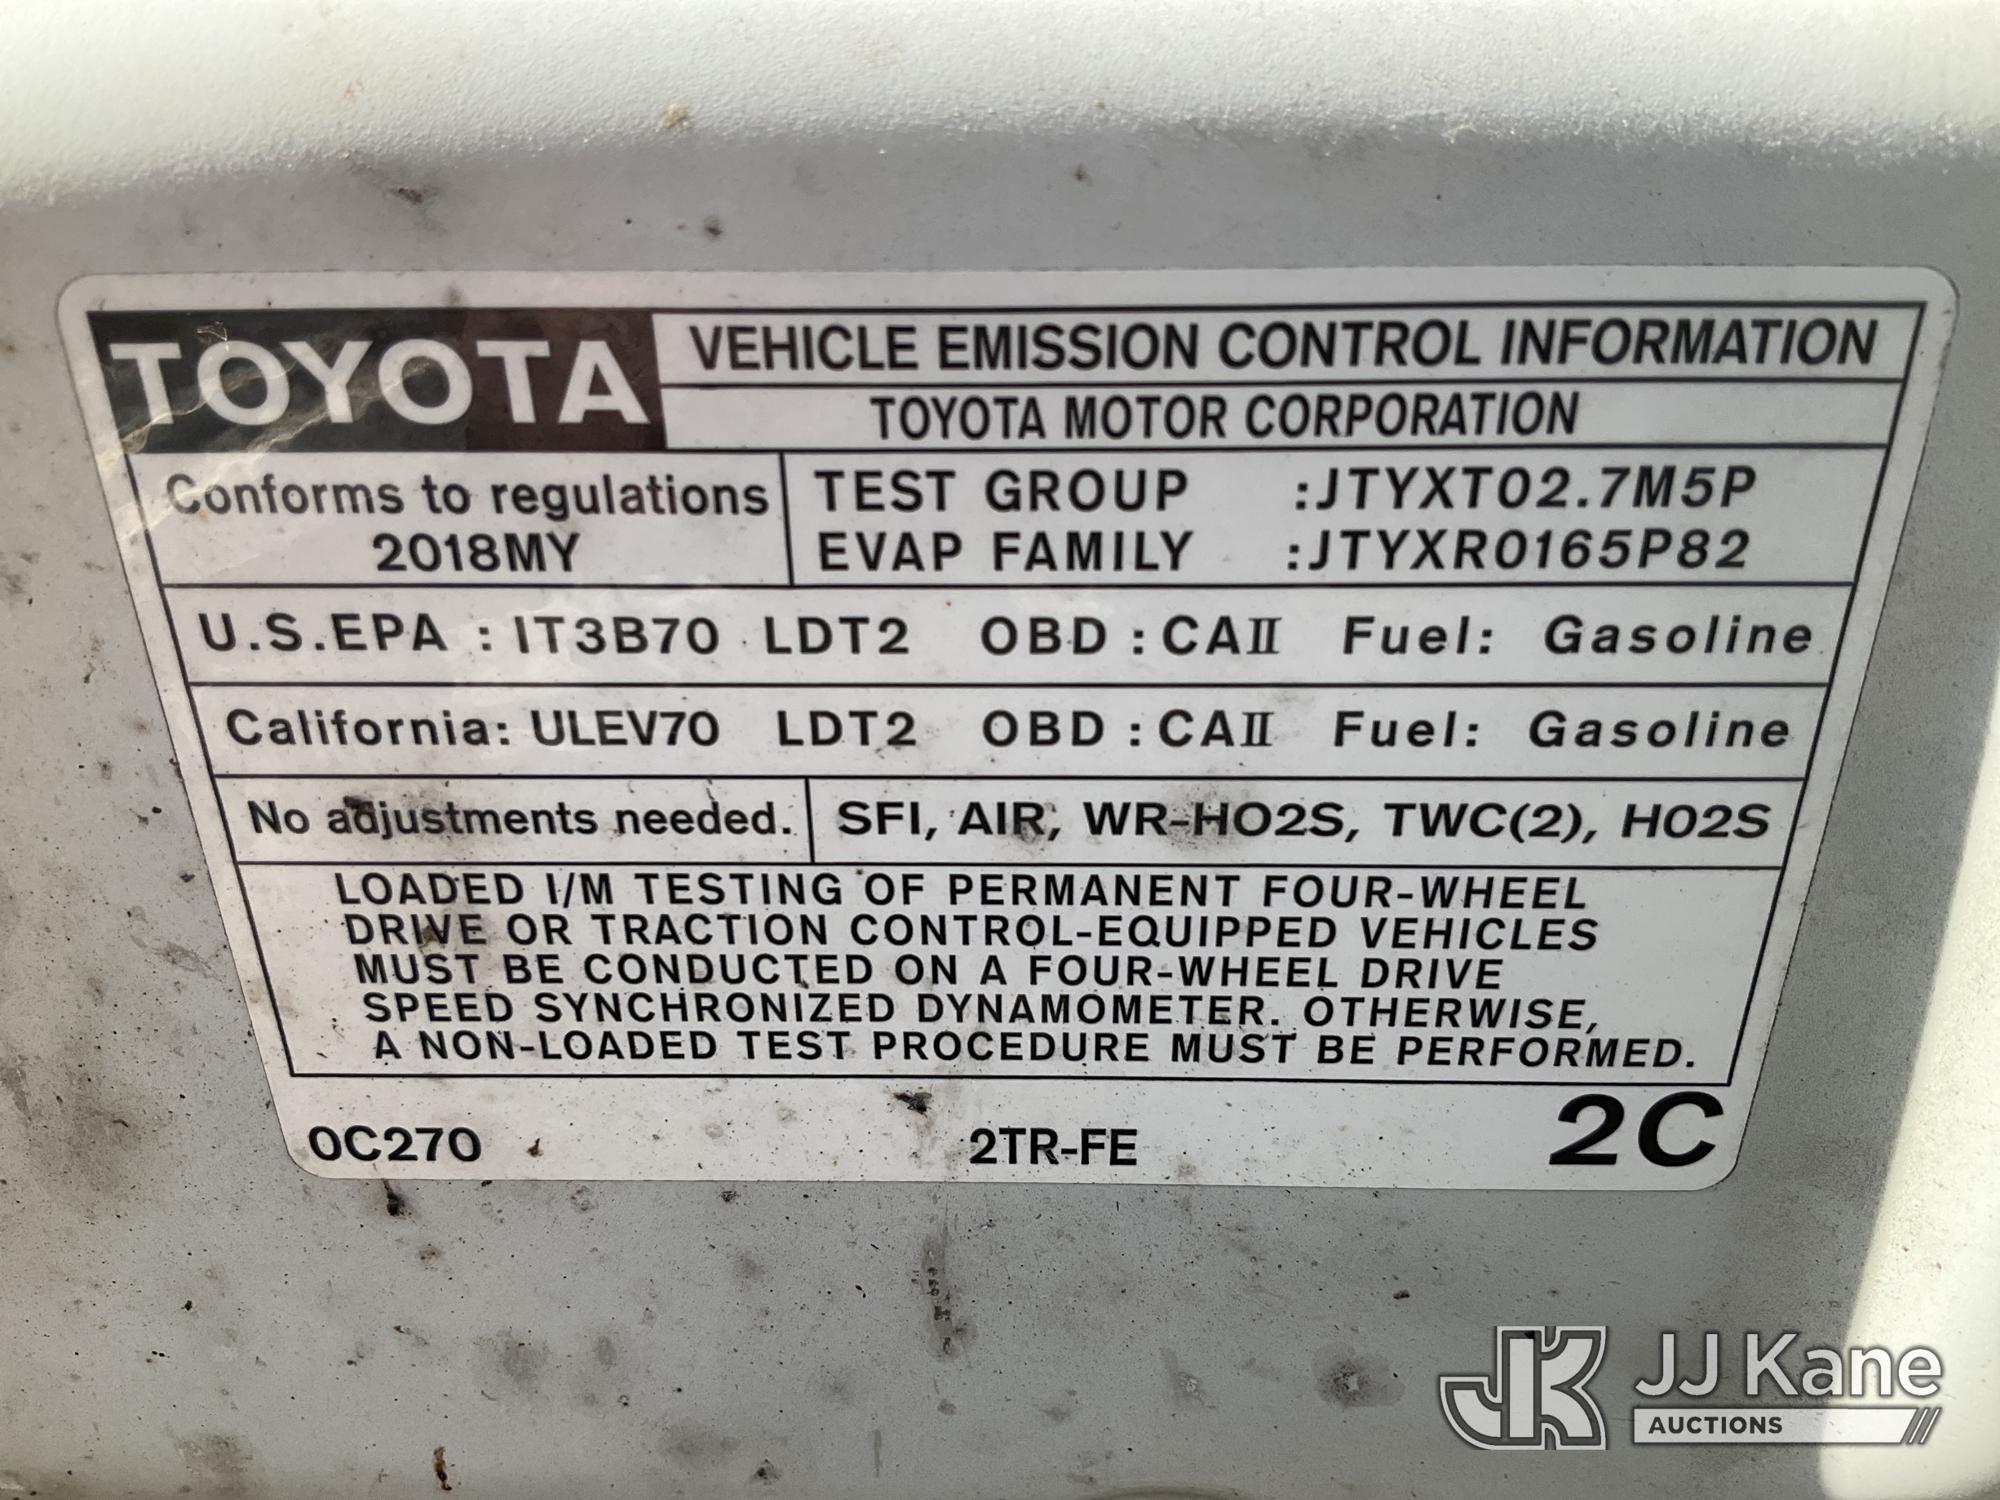 TOYOTA
VEHICLE EMISSION CONTROL INFORMATION
TOYOTA MOTOR CORPORATION
Conforms to regulations
2018MY
TEST GROUP :JTYXT02.7M5P
EVAP FAMILY :JTYXR0165P82
U.S.EPA : IT3B70 LDT2 OBD : CAII Fuel: Gasoline
California: ULEV70 LDT2 OBD : CAII Fuel: Gasoline
No adjustments needed.
SFI, AIR, WR-HO2S, TWC(2), HO2S
LOADED I/M TESTING OF PERMANENT FOUR-WHEEL
DRIVE OR TRACTION CONTROL-EQUIPPED VEHICLES
MUST BE CONDUCTED ON A FOUR-WHEEL DRIVE
SPEED SYNCHRONIZED DYNAMOMETER. OTHERWISE,
A NON-LOADED TEST PROCEDURE MUST BE PERFORMED.
0C270 2TR-FE 2C
JK JJ Kane
AUCTIONS